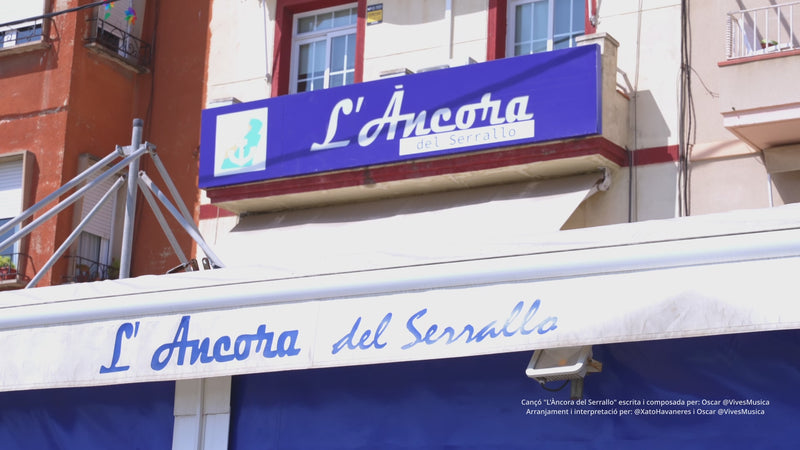 L'Àncora
del Serrallo
L'Àncora del Serrallo
Cançó "L'Àncora del Serrallo" escrita i composada per: Oscar @VivesMusica
Arranjament i interpretació per: @XatoHavaneres i Oscar @VivesMusica